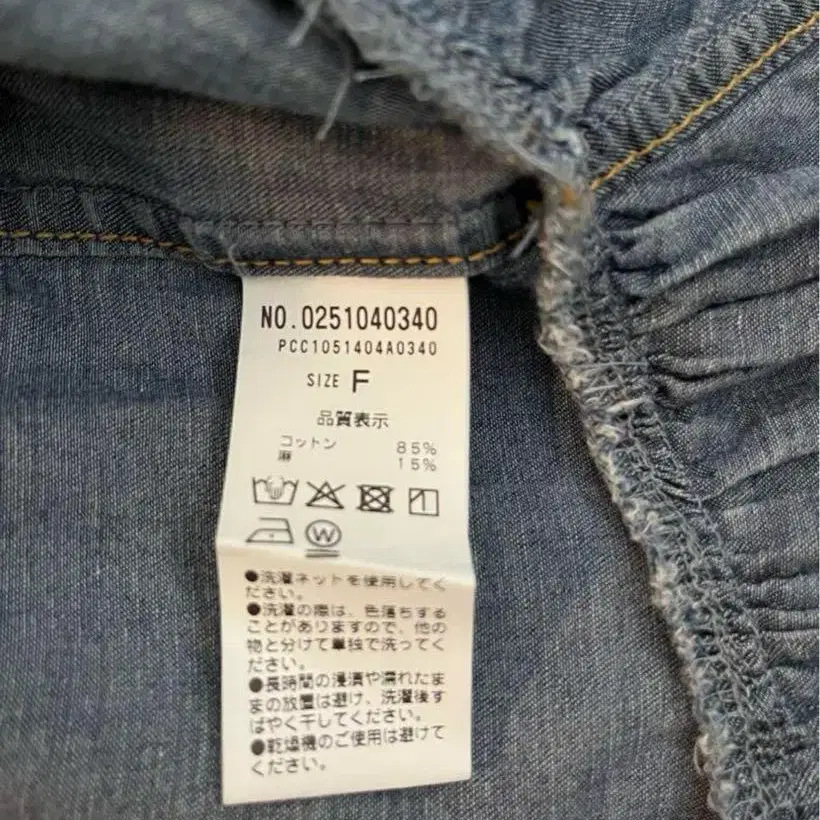 NO.0251040340
PCC1051404A0340
SIZE F
品質表示
コットン 85%
麻 15%
W
●洗濯ネットを使用してく
ださい。
●洗濯の際は、色落ちする
ことがありますので、他の
物と分けて単独で洗ってく
ださい。
●長時間の浸漬や濡れたま
まの放置は避け、洗濯後す
ばやく干してください。
●乾燥機のご使用は避けて
ください。